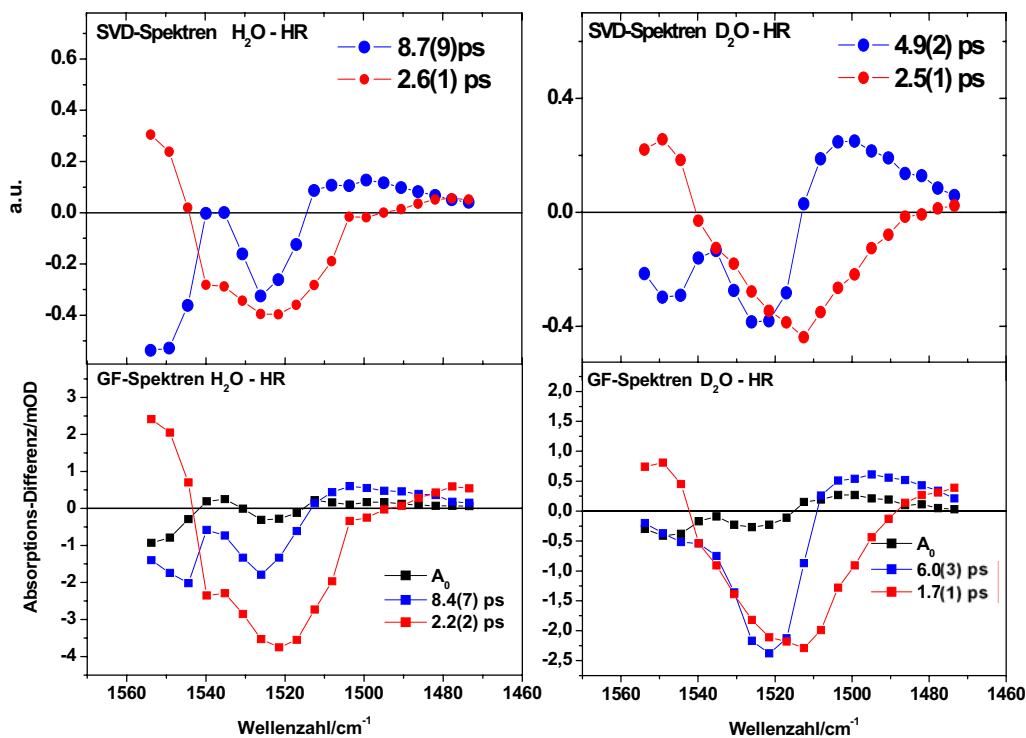 SVD-Spektren H₂O - HR
8.7(9)ps
2.6(1) ps
0.6
0.4
0.2
0.0
-0.2
-0.4
a.u.
SVD-Spektren D₂O - HR
4.9(2) ps
2.5(1) ps
0.4
0.0
-0.4
GF-Spektren H₂O - HR
3
2
1
0
-1
-2
-3
-4
Absorptions-Differenz/mOD
A₀
8.4(7) ps
2.2(2) ps
1560 1540 1520 1500 1480 1460
Wellenzahl/cm⁻¹
GF-Spektren D₂O - HR
2,0
1,5
1,0
0,5
0,0
-0,5
-1,0
-1,5
-2,0
-2,5
A₀
6.0(3) ps
1.7(1) ps
1560 1540 1520 1500 1480 1460
Wellenzahl/cm⁻¹